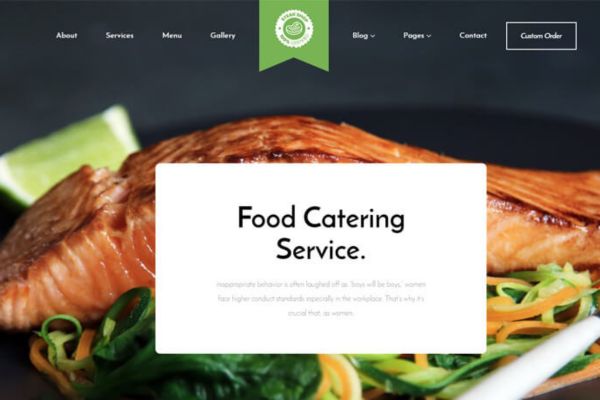 About Services Menu Gallery Blog Pages Contact Custom Order
Food Catering
Service.
inappropriate behavior is often laughed off as "boys will be boys," women
face higher conduct standards especially in the workplace. That's why it's
crucial that, as women.